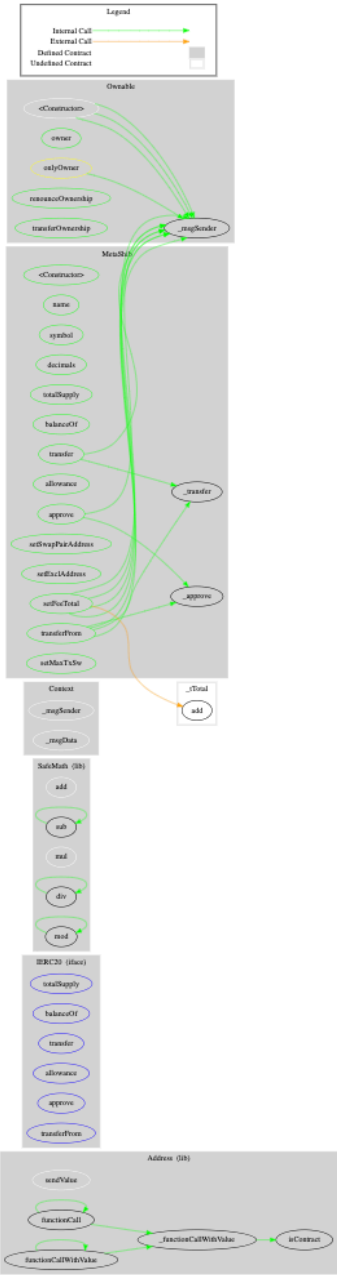 Legend
Internal Call
External Call
Defined Contract
Undefined Contract
Ownable
<Constructor>
owner
onlyOwner
renounceOwnership
transferOwnership
_msgSender
MetaShib
<Constructor>
name
symbol
decimals
totalSupply
balanceOf
transfer
allowance
_transfer
approve
setSwapPairAddress
setExclAddress
_approve
setFeeTotal
transferFrom
setMaxTxSw
Context
_msgSender
_msgData
_tTotal
add
SafeMath (lib)
add
sub
mul
div
mod
IERC20 (iface)
totalSupply
balanceOf
transfer
allowance
approve
transferFrom
Address (lib)
sendValue
functionCall
_functionCallWithValue
isContract
functionCallWithValue